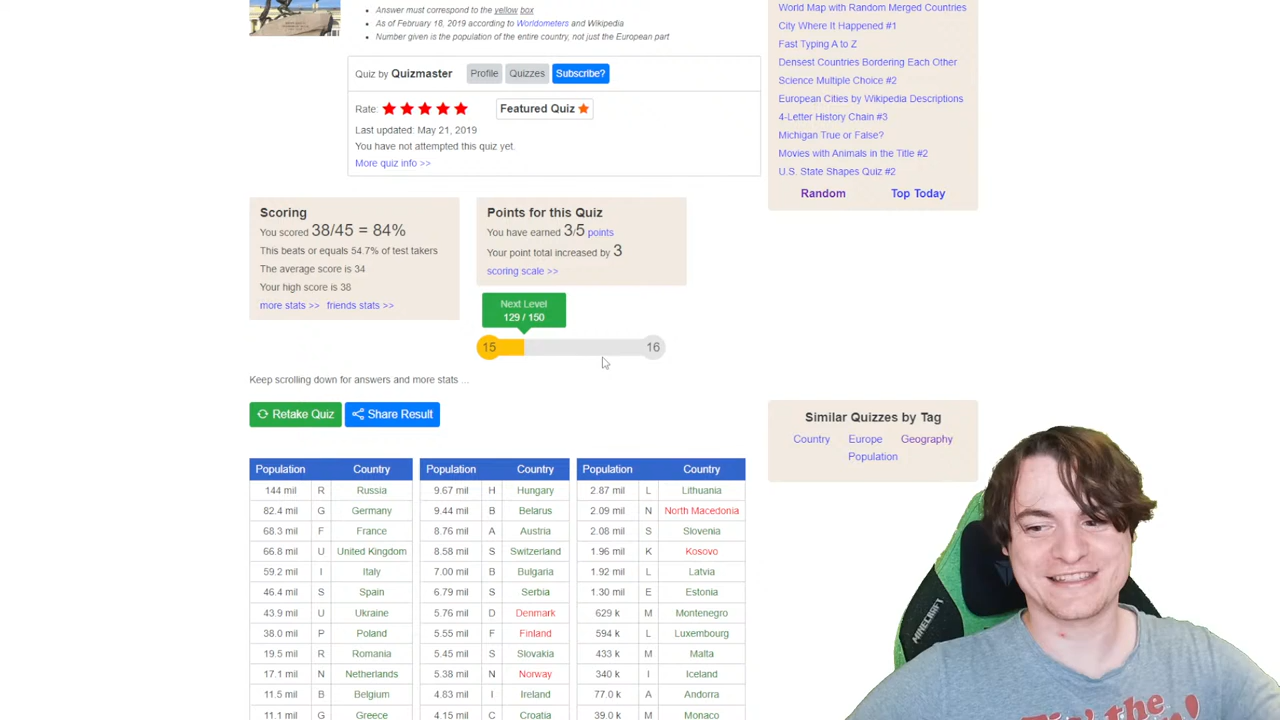 Answer must correspond to the yellow box
As of February 18, 2019 according to Worldometers and Wikipedia
Number given is the population of the entire country, not just the European part
Quiz by Quizmaster Profile Quizzes Subscribe?
Rate: Featured Quiz
Last updated: May 21, 2019
You have not attempted this quiz yet.
More quiz info >>
World Map with Random Merged Countries
City Where It Happened #1
Fast Typing A to Z
Densest Countries Bordering Each Other
Science Multiple Choice #2
European Cities by Wikipedia Descriptions
4-Letter History Chain #3
Michigan True or False?
Movies with Animals in the Title #2
U.S. State Shapes Quiz #2
Random Top Today
Scoring
You scored 38/45 = 84%
This beats or equals 54.7% of test takers
The average score is 34
Your high score is 38
more stats >> friends stats >>
Points for this Quiz
You have earned 3/5 points
Your point total increased by 3
scoring scale >>
Next Level
129 / 150
15 16
Keep scrolling down for answers and more stats ...
Retake Quiz Share Result
Similar Quizzes by Tag
Country Europe Geography
Population
Population Country Population Country Population Country
144 mil R Russia 9.67 mil H Hungary 2.87 mil L Lithuania
82.4 mil G Germany 9.44 mil B Belarus 2.09 mil N North Macedonia
68.3 mil F France 8.76 mil A Austria 2.08 mil S Slovenia
66.8 mil U United Kingdom 8.58 mil S Switzerland 1.96 mil K Kosovo
59.2 mil I Italy 7.00 mil B Bulgaria 1.92 mil L Latvia
46.4 mil S Spain 6.79 mil S Serbia 1.30 mil E Estonia
43.9 mil U Ukraine 5.76 mil D Denmark 629 k M Montenegro
38.0 mil P Poland 5.55 mil F Finland 594 k L Luxembourg
19.5 mil R Romania 5.45 mil S Slovakia 433 k M Malta
17.1 mil N Netherlands 5.38 mil N Norway 340 k I Iceland
11.5 mil B Belgium 4.83 mil I Ireland 77.0 k A Andorra
11.1 mil G Greece 4.15 mil C Croatia 39.0 k M Monaco
MINECRAFT